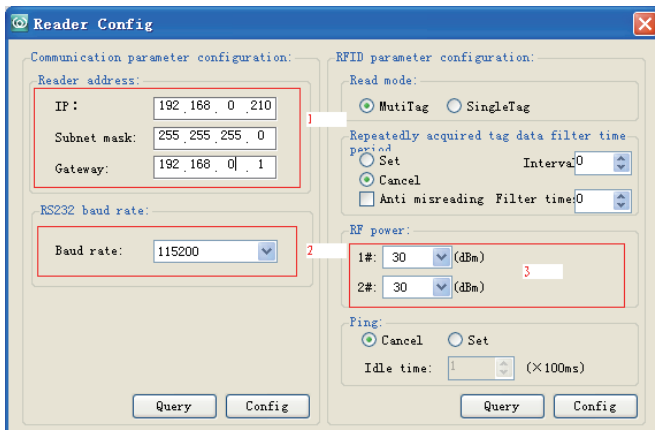 Reader Config
Communication parameter configuration:
Reader address:
IP: 192 . 168 . 0 . 210
1
Subnet mask: 255 . 255 . 255 . 0
Gateway: 192 . 168 . 0 . 1
RS232 baud rate:
Baud rate: 115200
2
Query Config
RFID parameter configuration:
Read mode:
MutiTag SingleTag
Repeatedly acquired tag data filter time
period
Set Interva 0
Cancel
Anti misreading Filter time: 0
RF power:
1#: 30 (dBm)
3
2#: 30 (dBm)
Ping:
Cancel Set
Idle time: 1 (×100ms)
Query Config